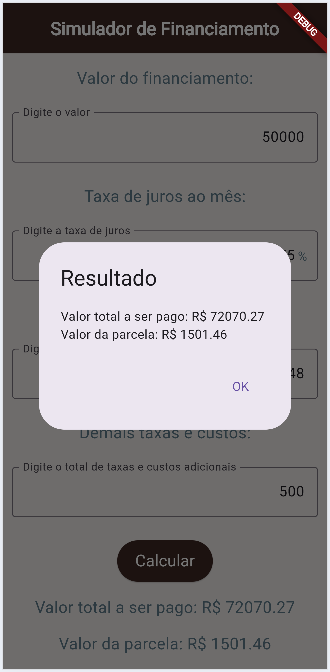 Simulador de Financiamento
DEBUG
Valor do financiamento:
Digite o valor
50000
Taxa de juros ao mês:
Digite a taxa de juros
5 %
Resultado
Valor total a ser pago: R$ 72070.27
Valor da parcela: R$ 1501.46
48
OK
Demais taxas e custos:
Digite o total de taxas e custos adicionais
500
Calcular
Valor total a ser pago: R$ 72070.27
Valor da parcela: R$ 1501.46